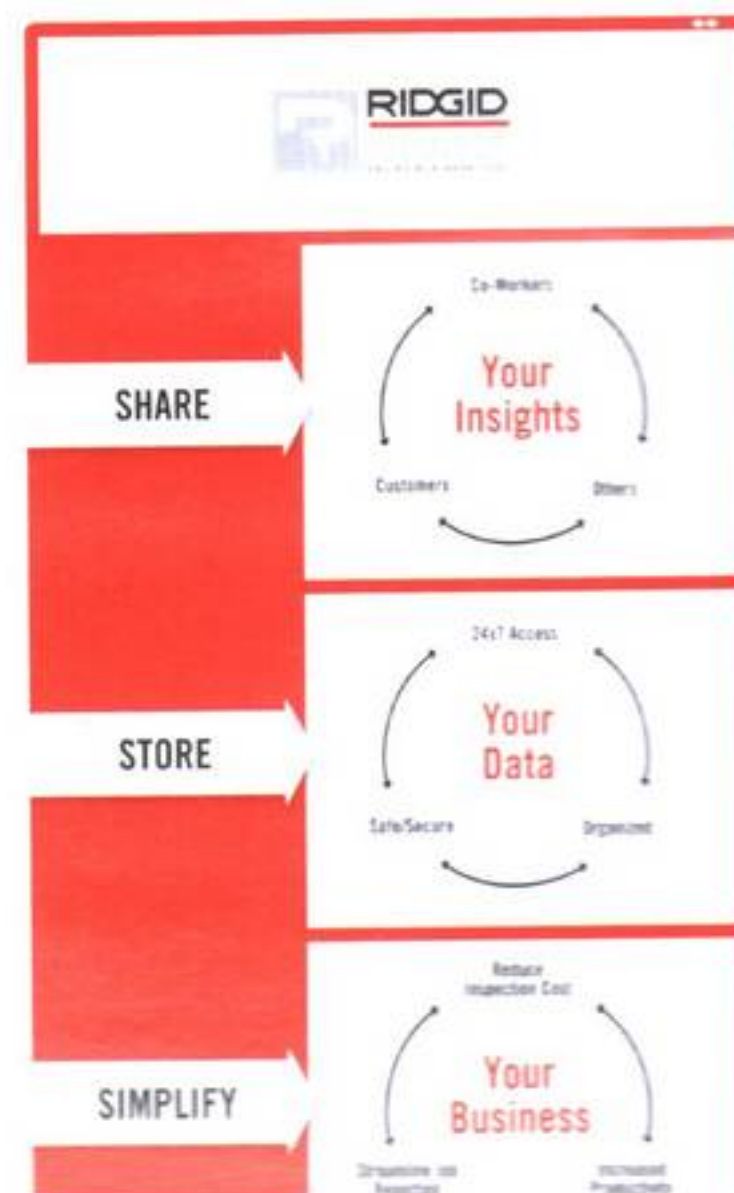 RIDGID
SHARE
Co-Workers
Your
Insights
Customers
Others
STORE
24x7 Access
Your
Data
Safe/Secure
Organized
SIMPLIFY
Reduce
Inspection Cost
Your
Business
Increased